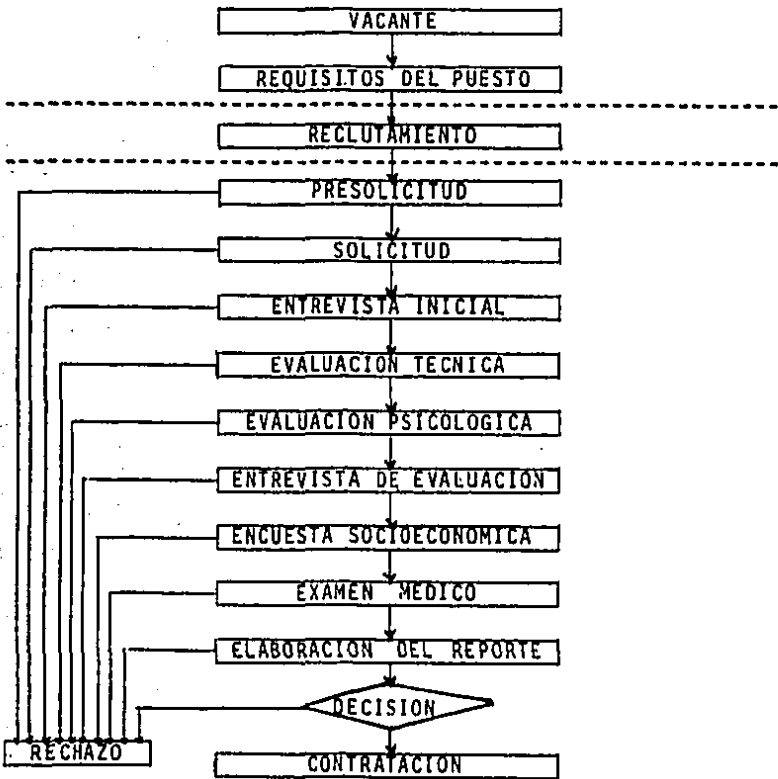 VACANTE
REQUISITOS DEL PUESTO
RECLUTAMIENTO
PRESOLICITUD
SOLICITUD
ENTREVISTA INICIAL
EVALUACION TECNICA
EVALUACION PSICOLOGICA
ENTREVISTA DE EVALUACION
ENCUESTA SOCIOECONOMICA
EXAMEN MEDICO
ELABORACION DEL REPORTE
DECISION
RECHAZO
CONTRATACION